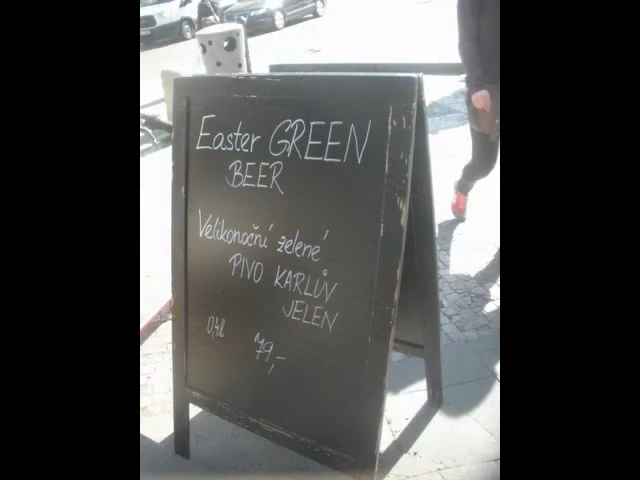 Easter GREEN
BEER
Velikonoční zelené
PIVO KARLŮV
JELEN
0,4l
79,-